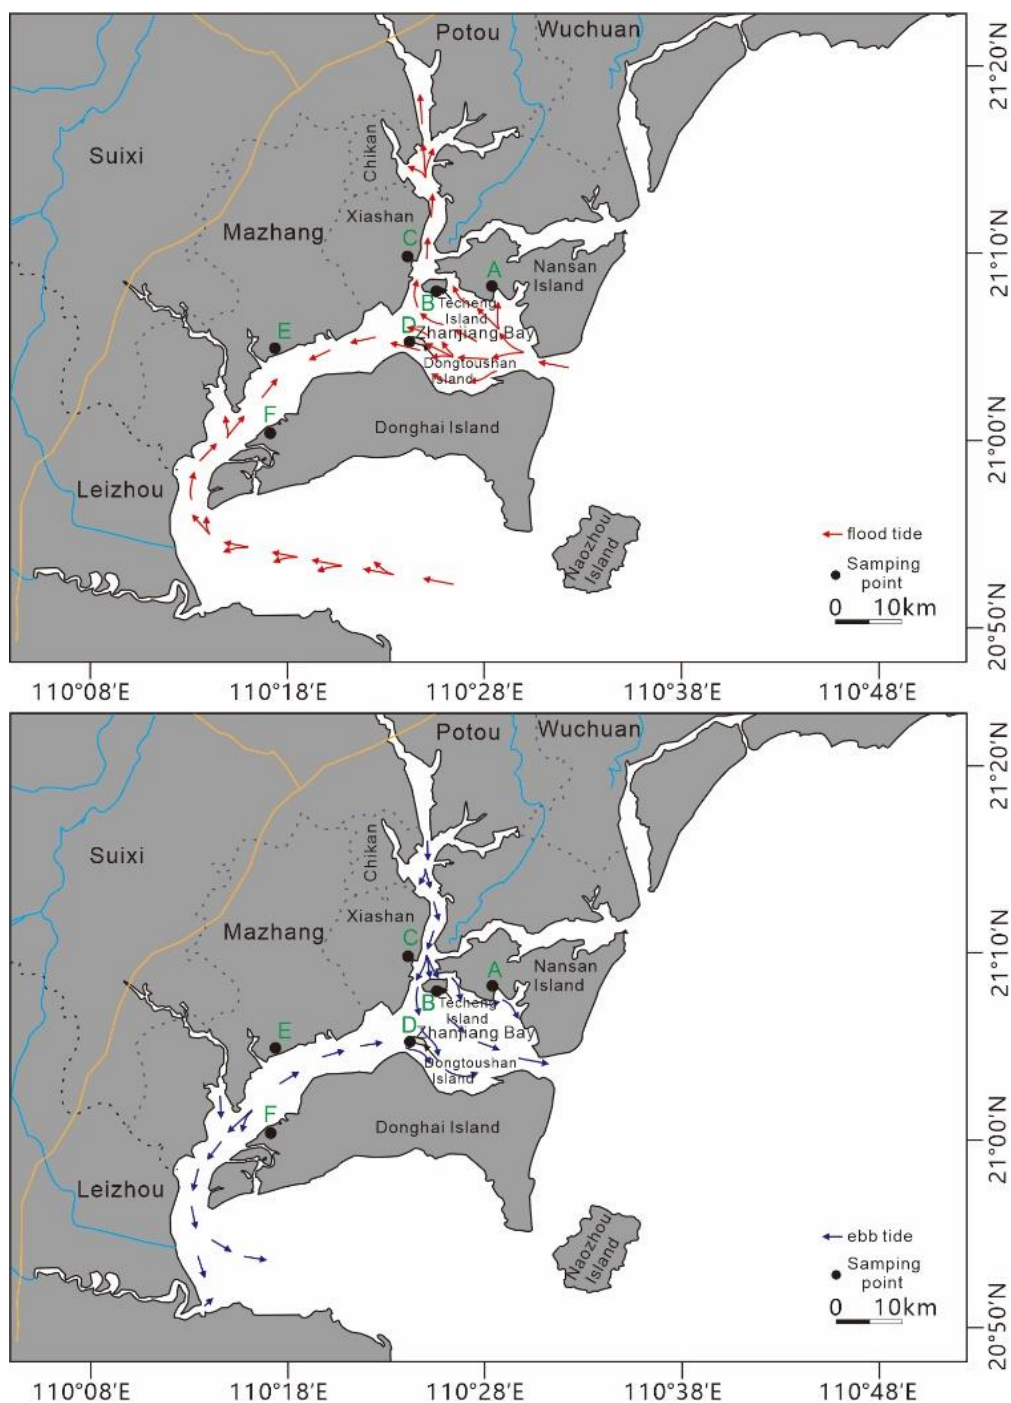 Potou
Wuchuan
21°20'N
Suixi
Chikan
Xiashan
Mazhang
C
21°10'N
A
Nansan
Island
B
Techeng
Island
D
Zhanjiang Bay
E
Dongtoushan
Island
F
Donghai Island
21°00'N
Leizhou
Naozhou
Island
flood tide
Samping
point
0 10km
20°50'N
110°08'E
110°18'E
110°28'E
110°38'E
110°48'E
Potou
Wuchuan
21°20'N
Suixi
Chikan
Xiashan
Mazhang
C
21°10'N
A
Nansan
Island
B
Techeng
Island
D
Zhanjiang Bay
E
Dongtoushan
Island
F
Donghai Island
21°00'N
Leizhou
Naozhou
Island
ebb tide
Samping
point
0 10km
20°50'N
110°08'E
110°18'E
110°28'E
110°38'E
110°48'E